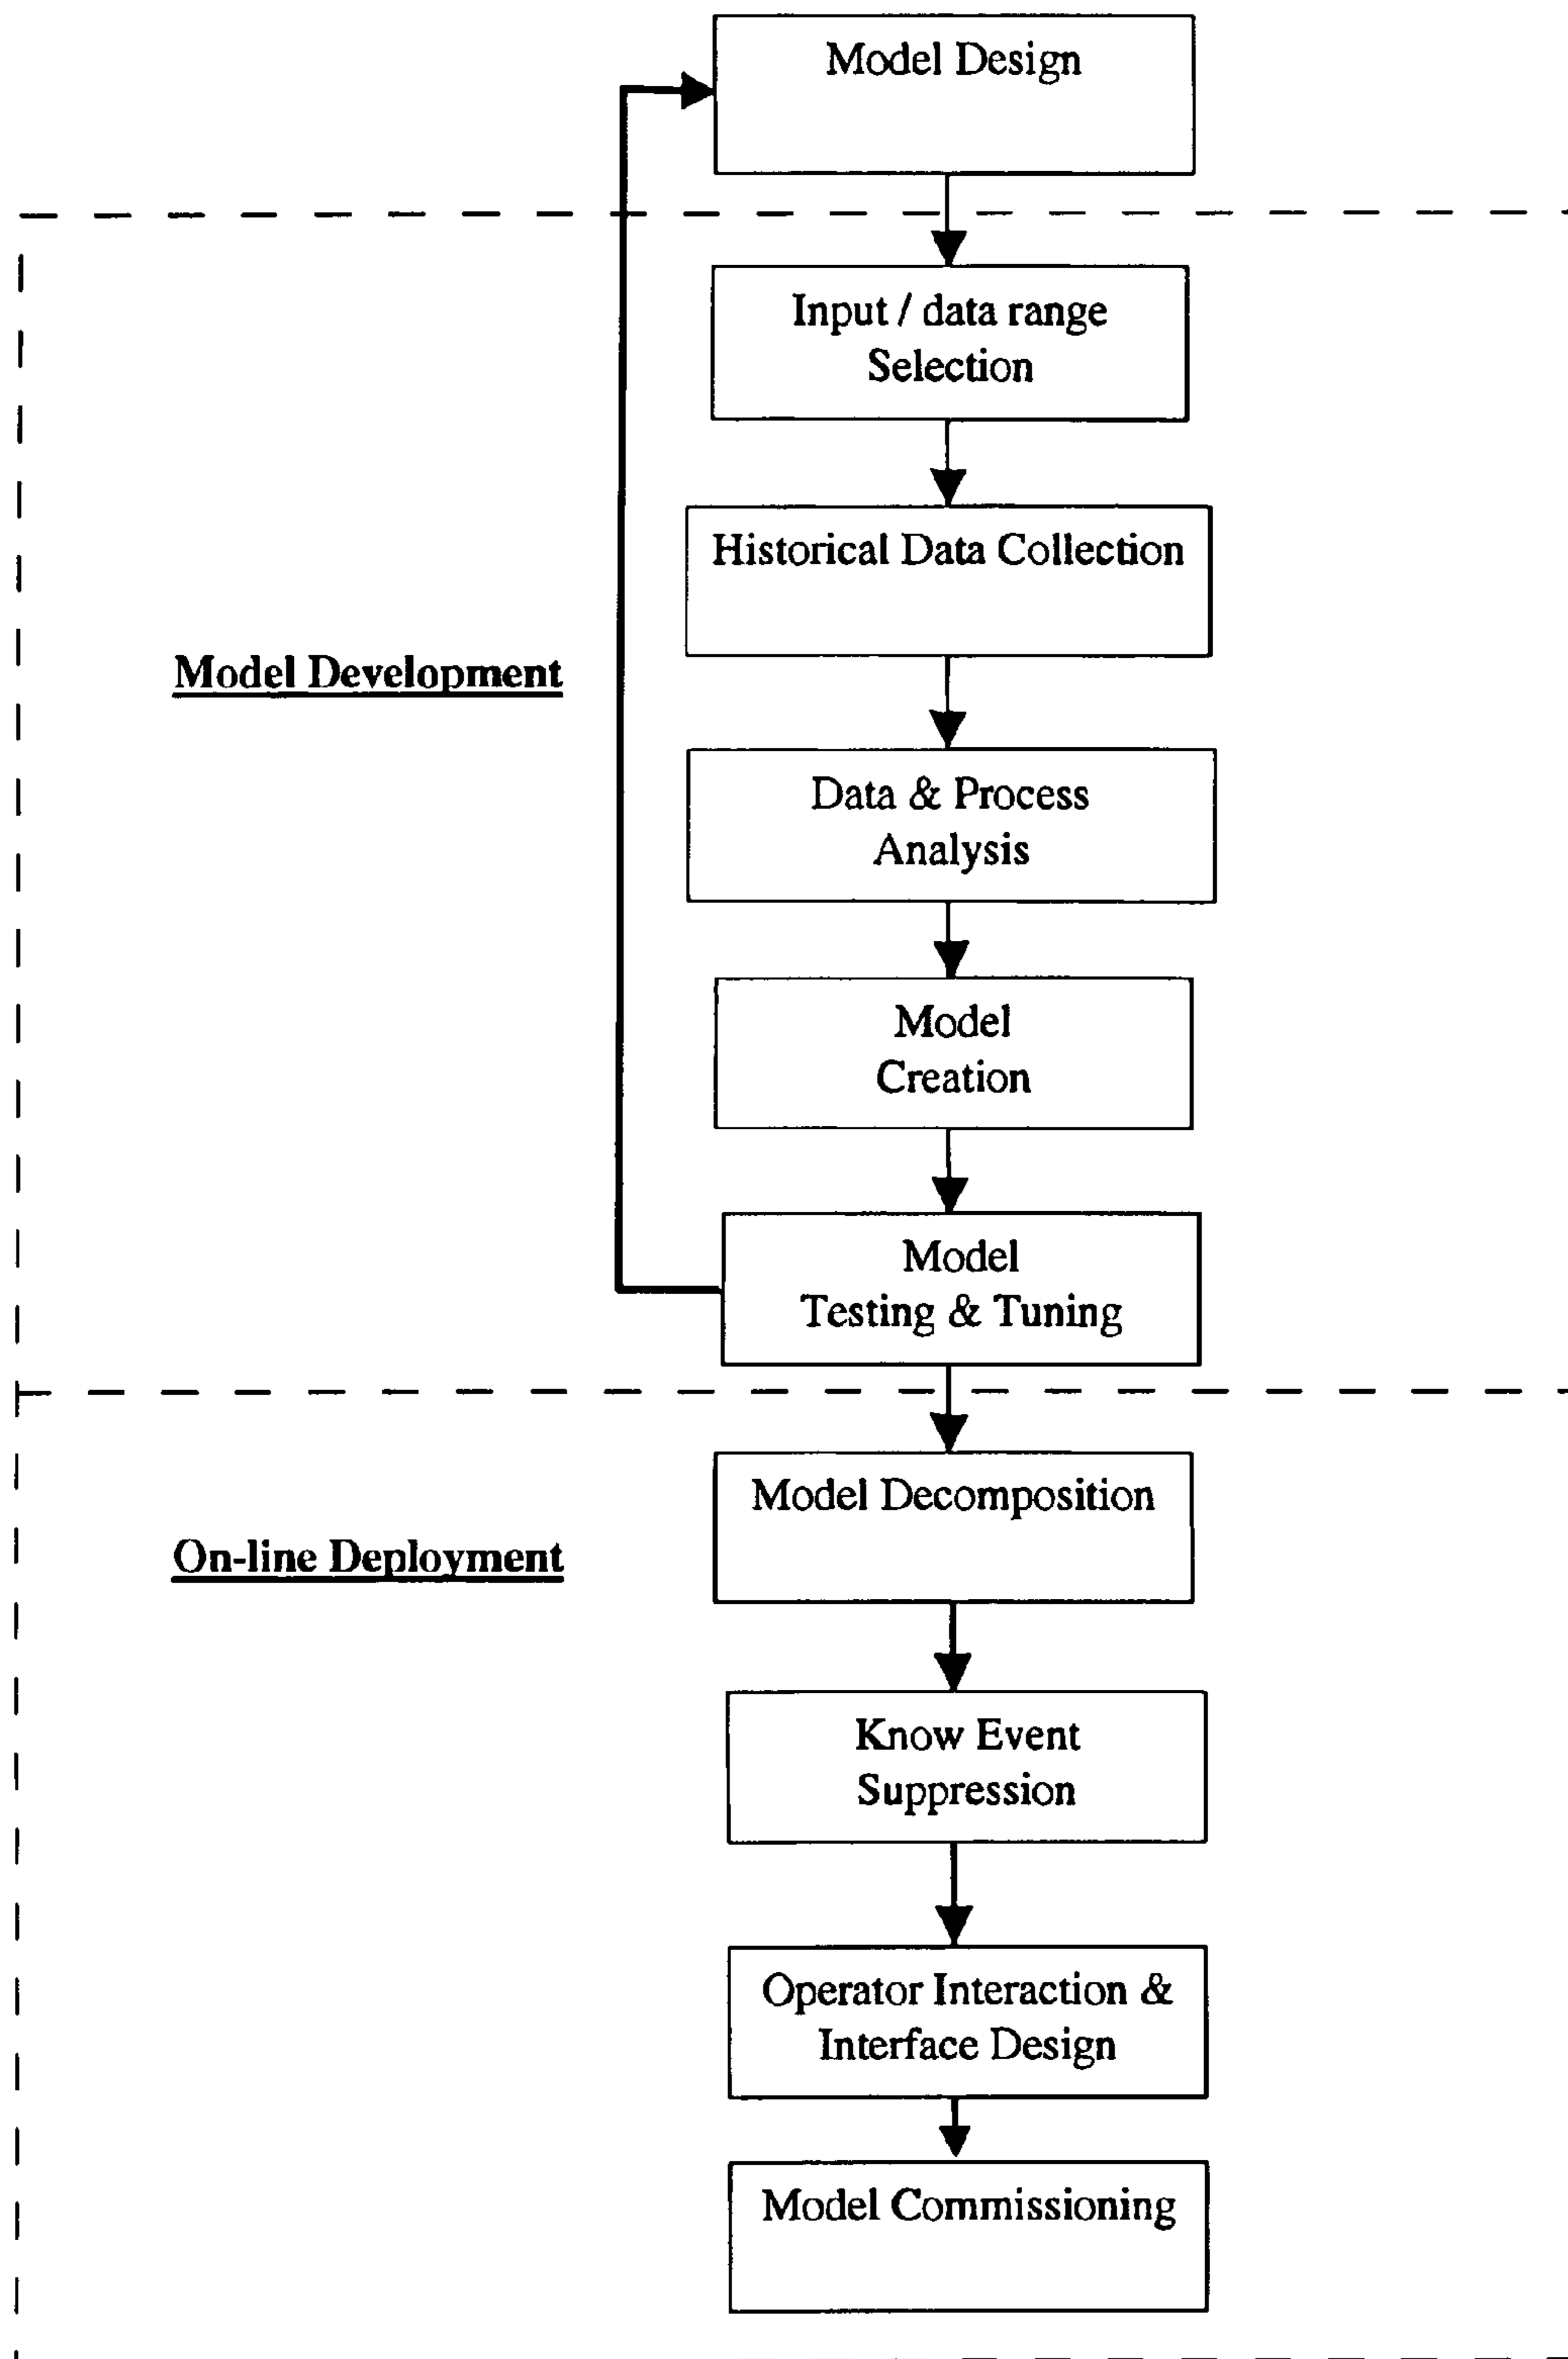 Model Design
Input / data range
Selection
Historical Data Collection
Model Development
Data & Process
Analysis
Model
Creation
Model
Testing & Tuning
Model Decomposition
On-line Deployment
Know Event
Suppression
Operator Interaction &
Interface Design
Model Commissioning